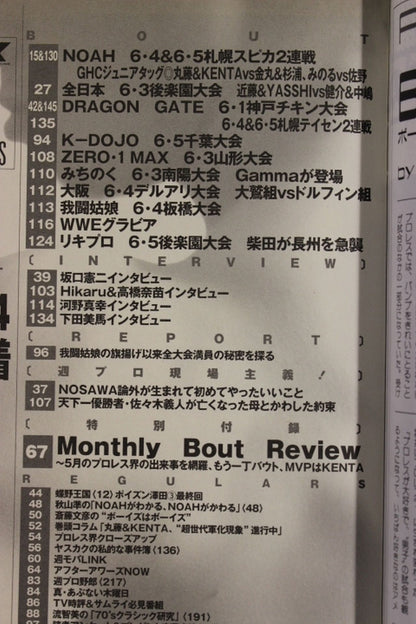 BOUT
15&130 NOAH 6・4&6・5札幌スピカ2連戦
GHCジュニアタッグ◎丸藤&KENTAvs金丸&杉浦、みのるvs佐野
27 全日本 6・3後楽園大会 近藤&YASSHIvs健介&中嶋
42&145 DRAGON GATE 6・1神戸チキン大会
135 6・4&6・5札幌テイセン2連戦
94 K-DOJO 6・5千葉大会
108 ZERO・1 MAX 6・3山形大会
110 みちのく 6・3南陽大会 Gammaが登場
112 大阪 6・4デルアリ大会 大鷲組vsドルフィン組
113 我闘姑娘 6・4板橋大会
116 WWEグラビア
124 リキプロ 6・5後楽園大会 柴田が長州を急襲
〔INTERVIEW〕
39 坂口憲二インタビュー
103 Hikaru&高橋奈苗インタビュー
114 河野真幸インタビュー
134 下田美馬インタビュー
〔REPORT〕
96 我闘姑娘の旗揚げ以来全大会満員の秘密を探る
〔週プロ現場主義!〕
37 NOSAWA論外が生まれて初めてやったいいこと
107 天下一優勝者・佐々木義人が亡くなった母とかわした約束
〔特別付録〕
67 Monthly Bout Review
〜5月のプロレス界の出来事を網羅、もう一丁バウト、MVPはKENTA
REGULARS
44 蝶野王国(12)ポイズン澤田③最終回
48 秋山準の「NOAHがわかる、NOAHがわかる」(48)
50 斎藤文彦の"ボーイズはボーイズ"
52 巻頭コラム「丸藤&KENTA、"超世代軍化現象"進行中」
54 プロレス界クローズアップ
56 ヤスカクの私的な事件簿(136)
60 週モバLINK
64 アフターアワーズNOW
83 週プロ野郎(217)
84 真・あぶない木曜日
86 TV時評&サムライ必見番組
88 流智美の「70'sクラシック研究」(191)